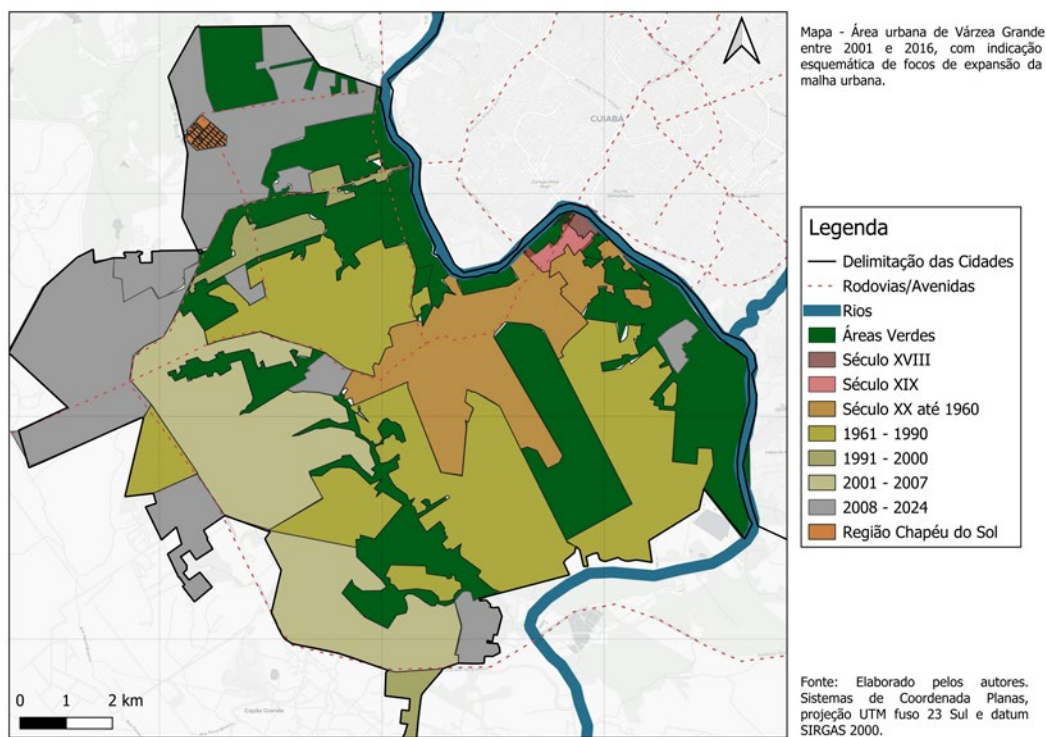 CUIABÁ
Capão Grande
0 1 2 km
Mapa - Área urbana de Várzea Grande
entre 2001 e 2016, com indicação
esquemática de focos de expansão da
malha urbana.
Legenda
Delimitação das Cidades
Rodovias/Avenidas
Rios
Áreas Verdes
Século XVIII
Século XIX
Século XX até 1960
1961 - 1990
1991 - 2000
2001 - 2007
2008 - 2024
Região Chapéu do Sol
Fonte: Elaborado pelos autores.
Sistemas de Coordenada Planas,
projeção UTM fuso 23 Sul e datum
SIRGAS 2000.